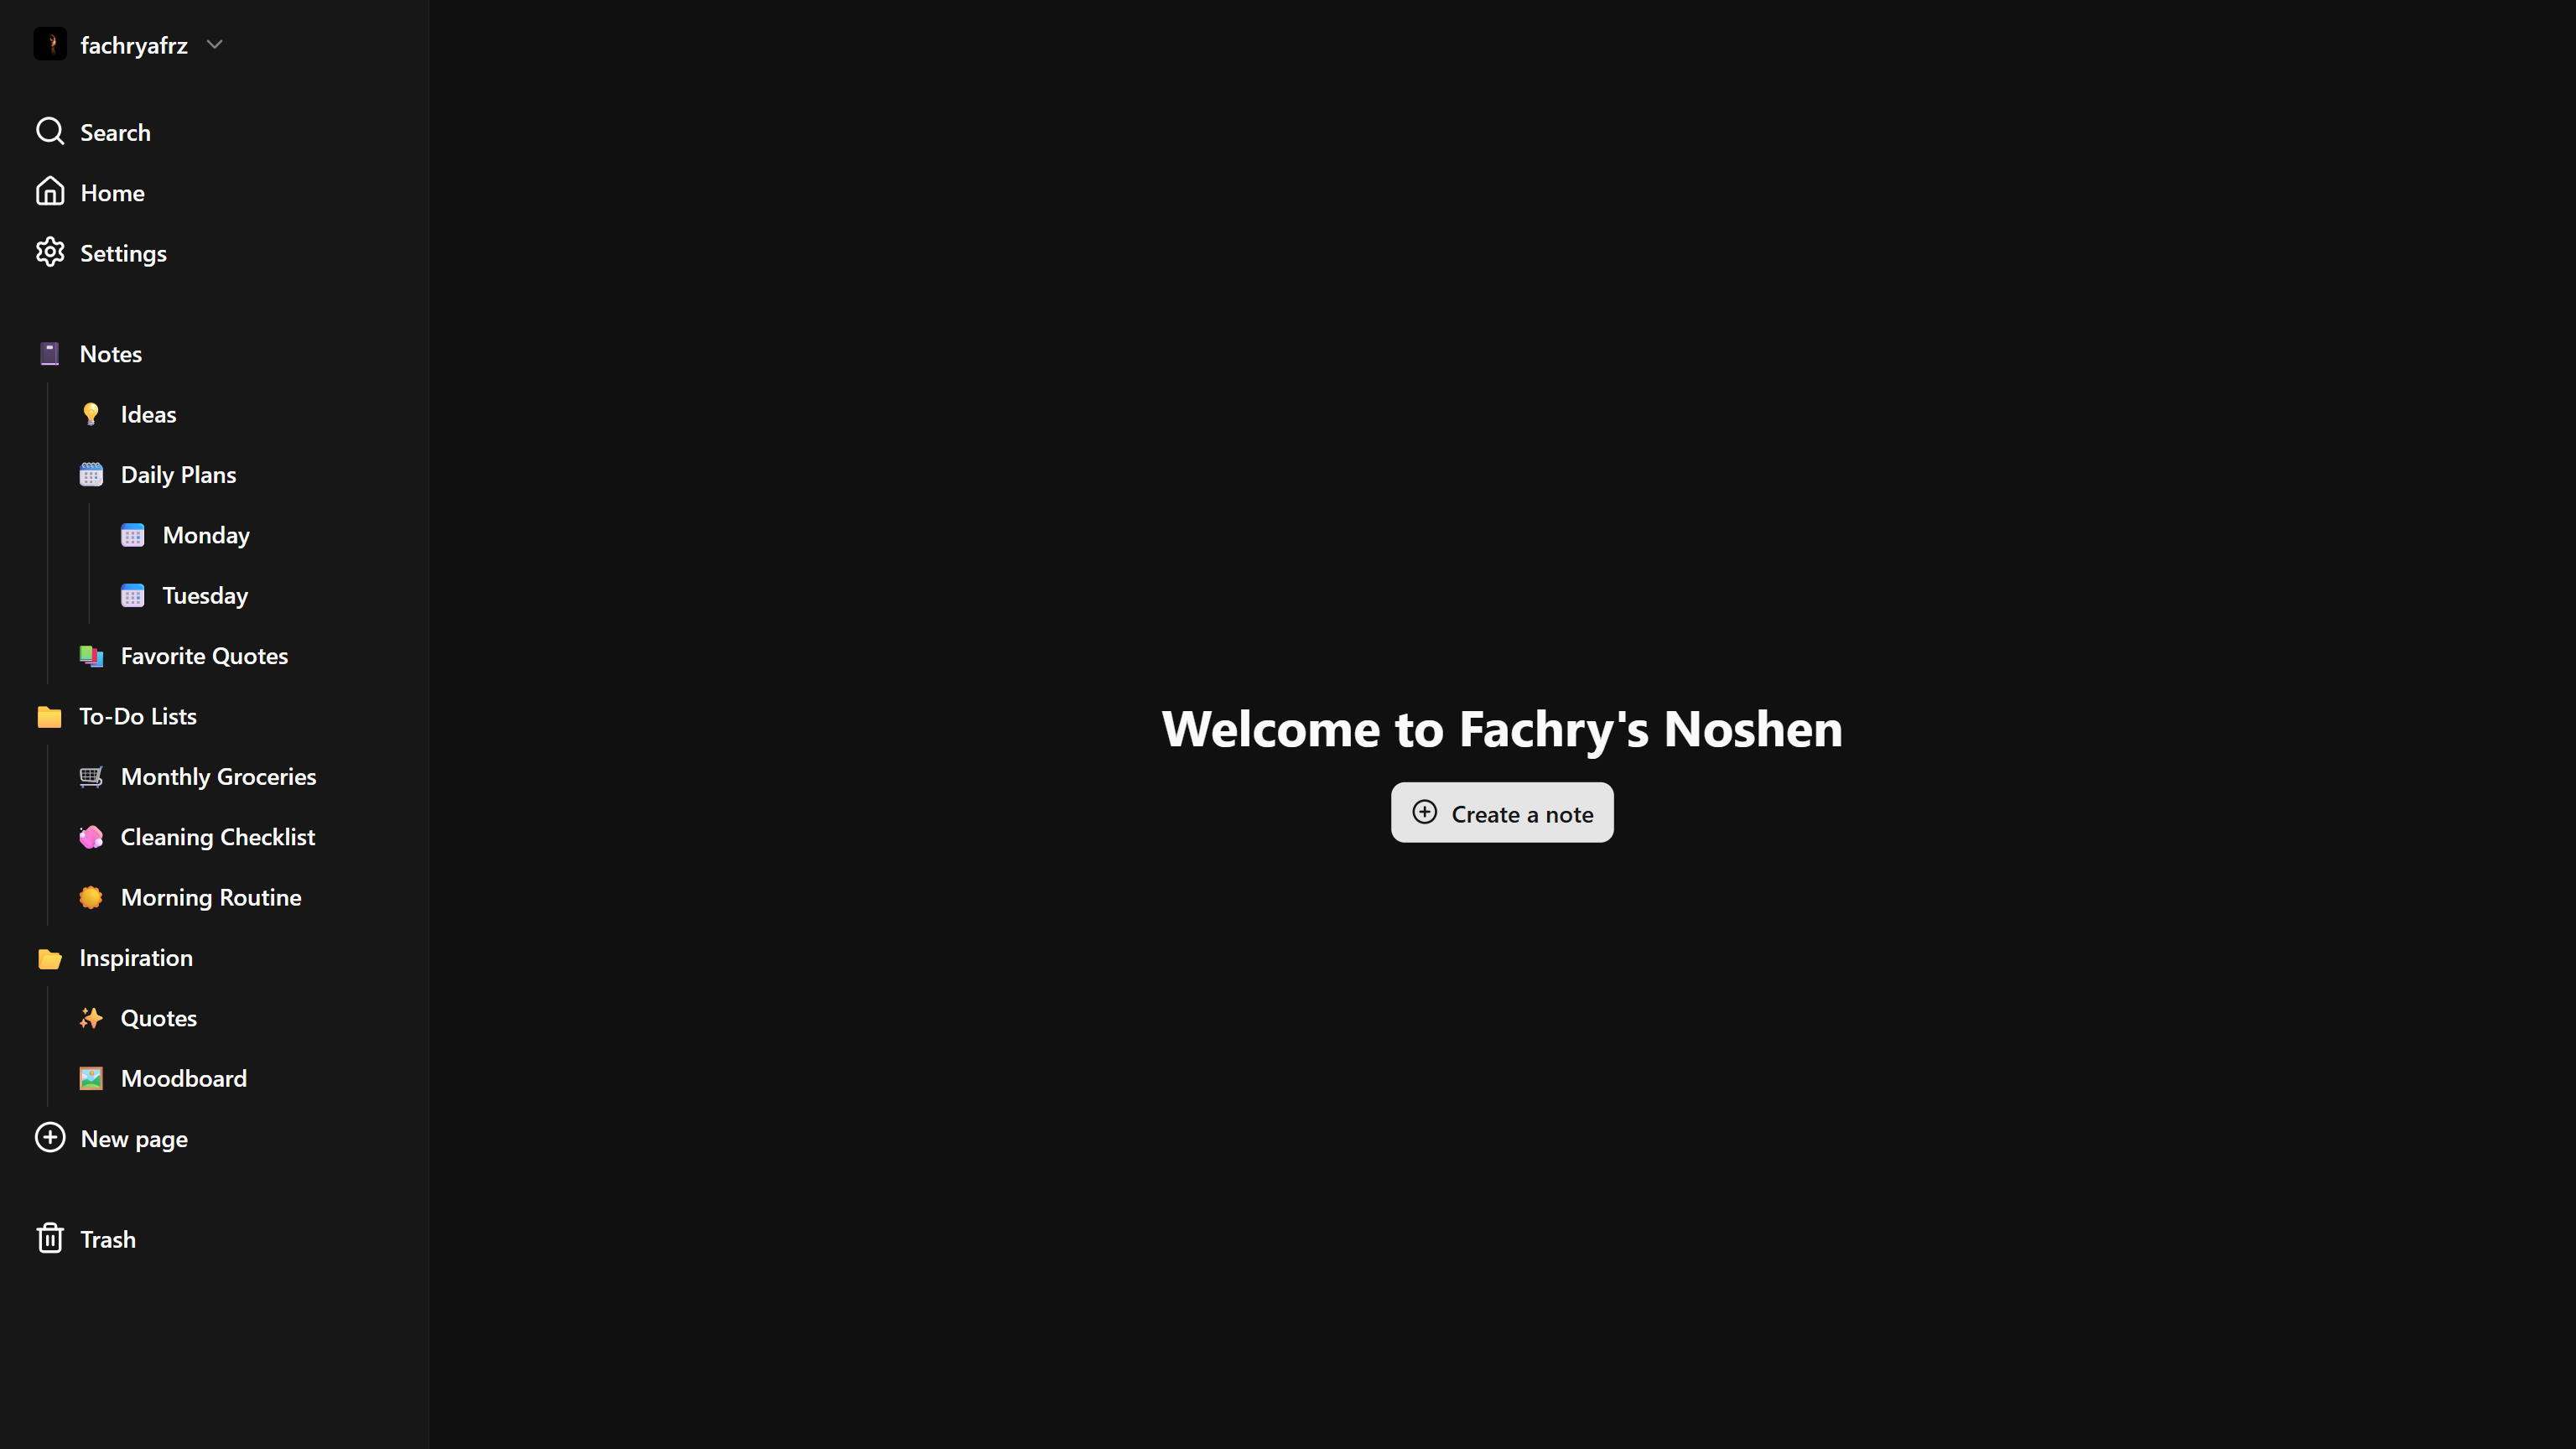 fachryafrz
Search
Home
Settings
Notes
Ideas
Daily Plans
Monday
Tuesday
Favorite Quotes
To-Do Lists
Monthly Groceries
Cleaning Checklist
Morning Routine
Inspiration
Quotes
Moodboard
New page
Trash
Welcome to Fachry's Noshen
Create a note